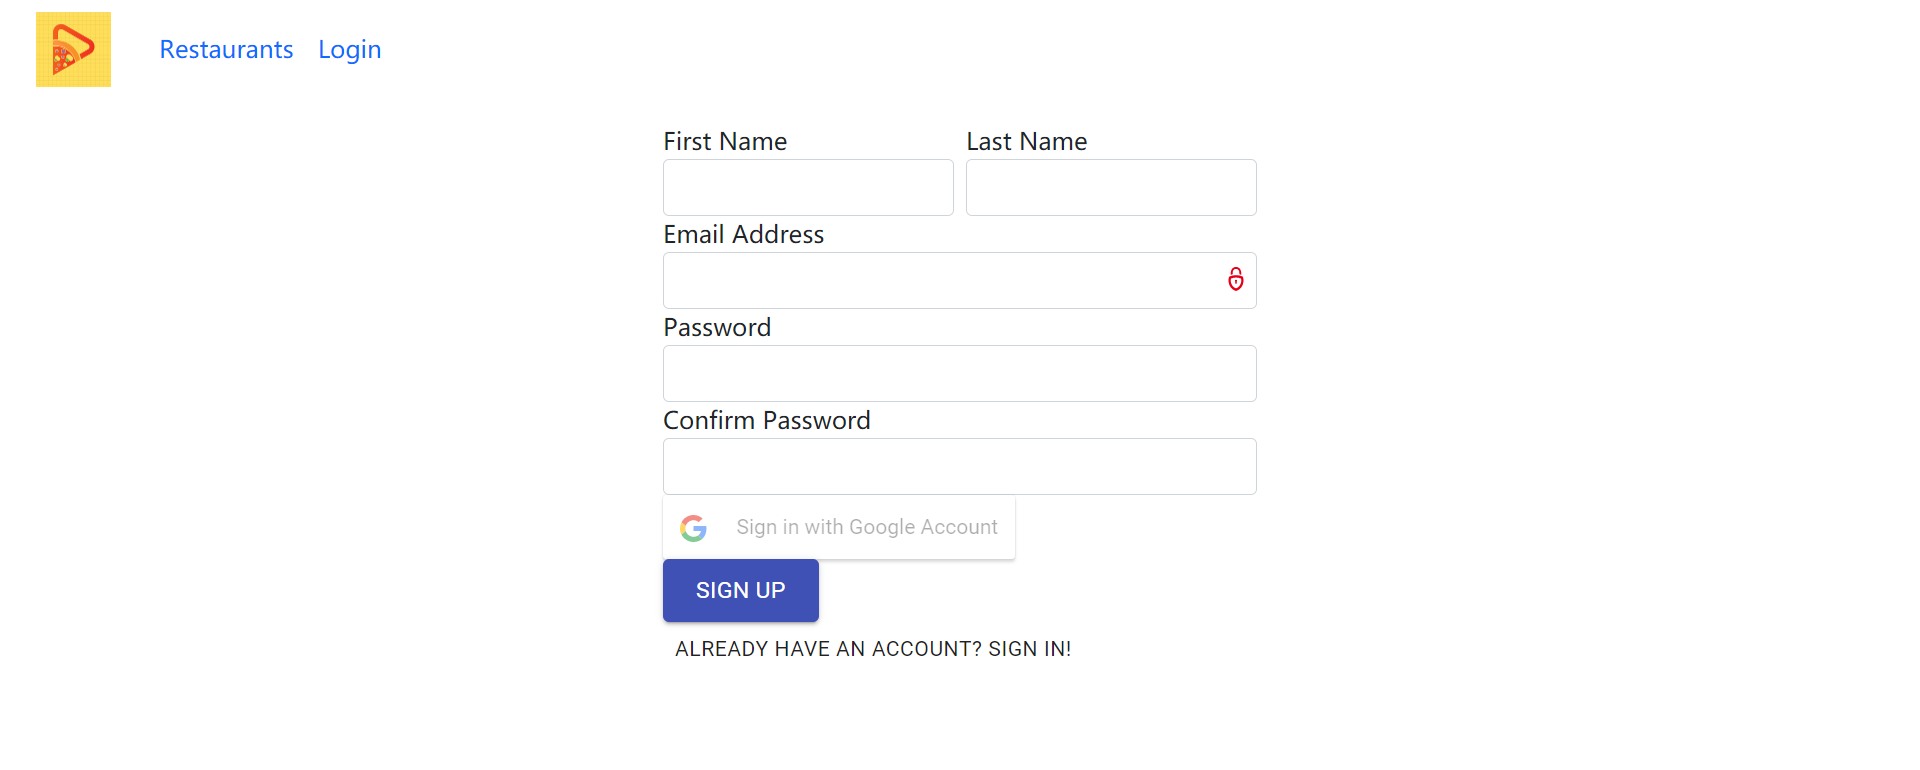 Restaurants Login
First Name Last Name
Email Address
Password
Confirm Password
Sign in with Google Account
SIGN UP
ALREADY HAVE AN ACCOUNT? SIGN IN!